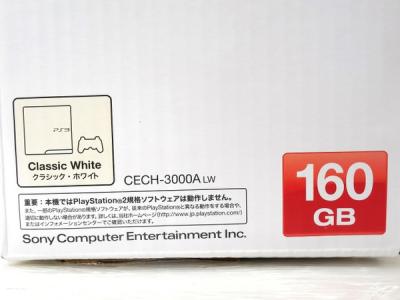 PS3
Classic White
クラシック・ホワイト
CECH-3000A LW
160
GB
重要：本機ではPlayStation®2規格ソフトウェアは動作しません。
また、一部のPlayStation®規格ソフトウェアが、従来のPlayStation®と異なる動作をする場合や、
適切に動作しない場合があります。詳しくは、当社ホームページ(http://www.jp.playstation.com/)
またはインフォメーションセンターでご確認いただけます。
Sony Computer Entertainment Inc.